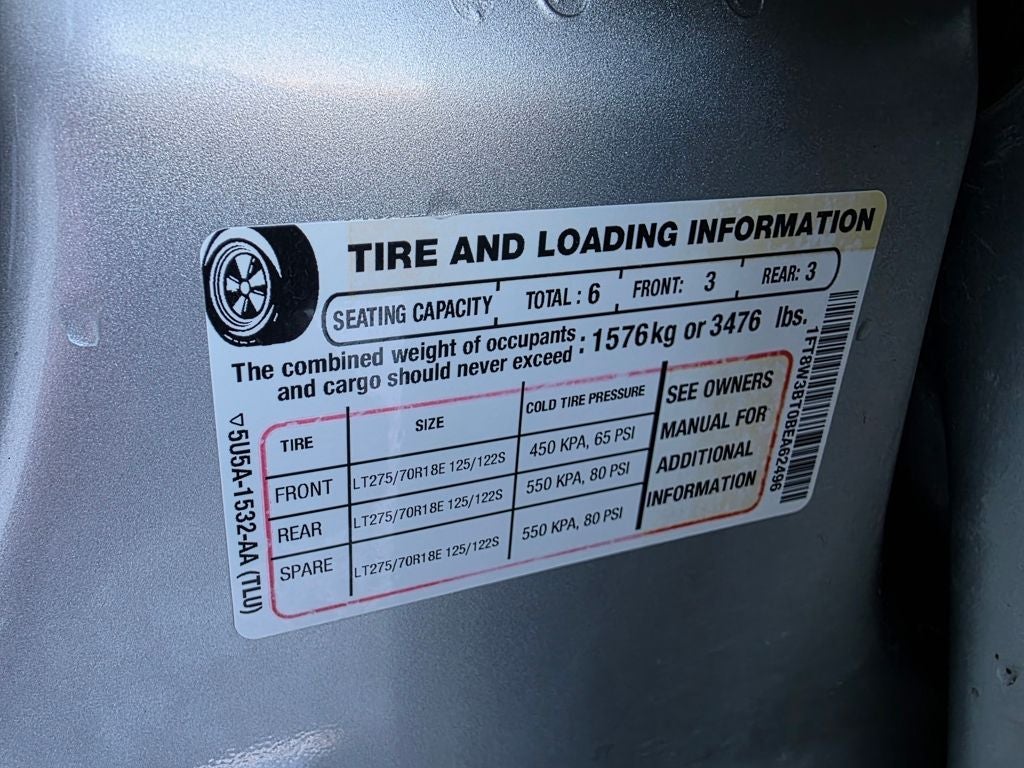 TIRE AND LOADING INFORMATION
SEATING CAPACITY TOTAL : 6 FRONT: 3 REAR: 3
The combined weight of occupants
and cargo should never exceed : 1576kg or 3476 lbs.
TIRE SIZE COLD TIRE PRESSURE
FRONT LT275/70R18E 125/122S 450 KPA, 65 PSI
REAR LT275/70R18E 125/122S 550 KPA, 80 PSI
SPARE LT275/70R18E 125/122S 550 KPA, 80 PSI
SEE OWNERS
MANUAL FOR
ADDITIONAL
INFORMATION
▽5U5A-1532-AA (TLU)
1FT8W3BT0BEA62496